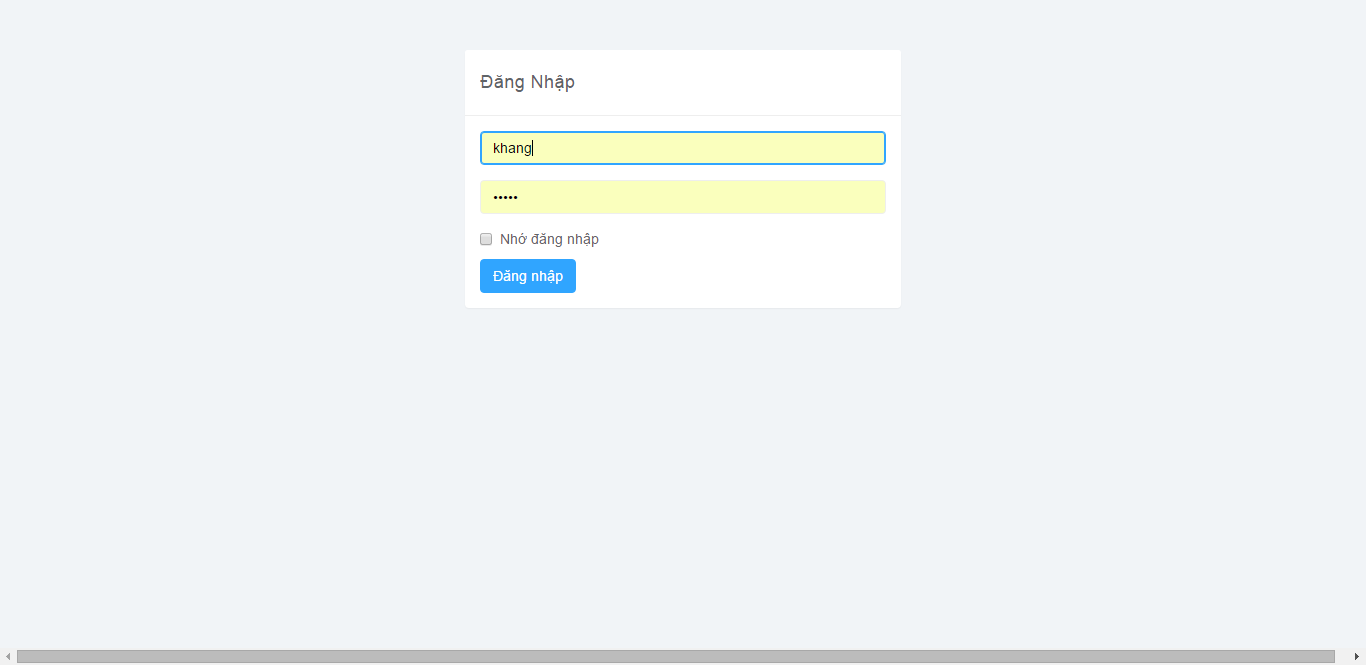 Đăng Nhập
khang
•••••
Nhớ đăng nhập
Đăng nhập